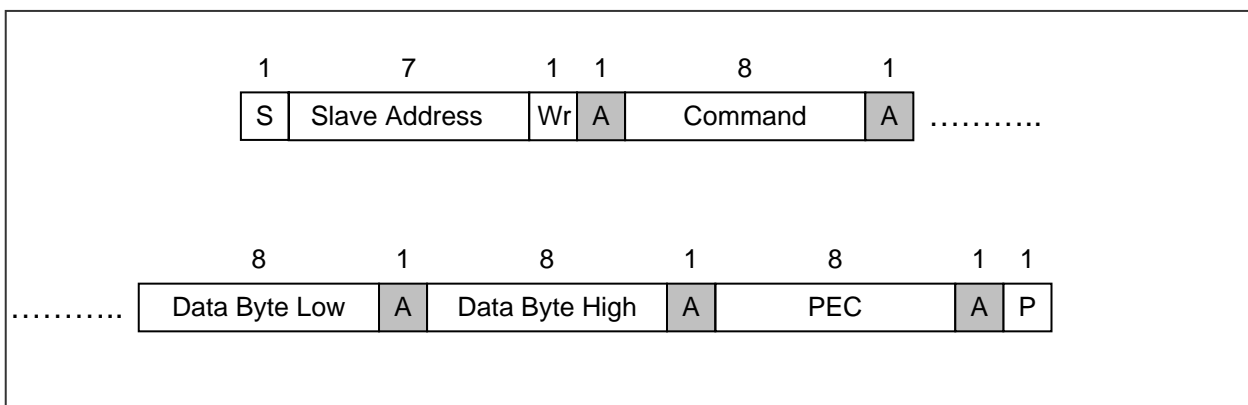 1 7 1 1 8 1
S Slave Address Wr A Command A ………..
8 1 8 1 8 1 1
……….. Data Byte Low A Data Byte High A PEC A P